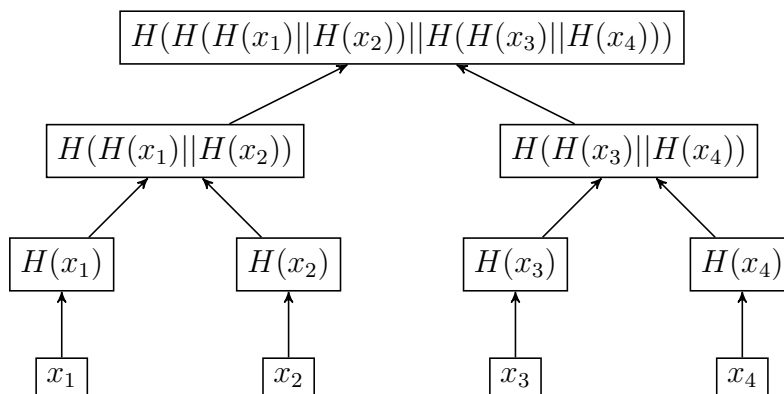 H(H(H(x₁)||H(x₂))||H(H(x₃)||H(x₄)))
H(H(x₁)||H(x₂)) H(H(x₃)||H(x₄))
H(x₁) H(x₂) H(x₃) H(x₄)
x₁ x₂ x₃ x₄